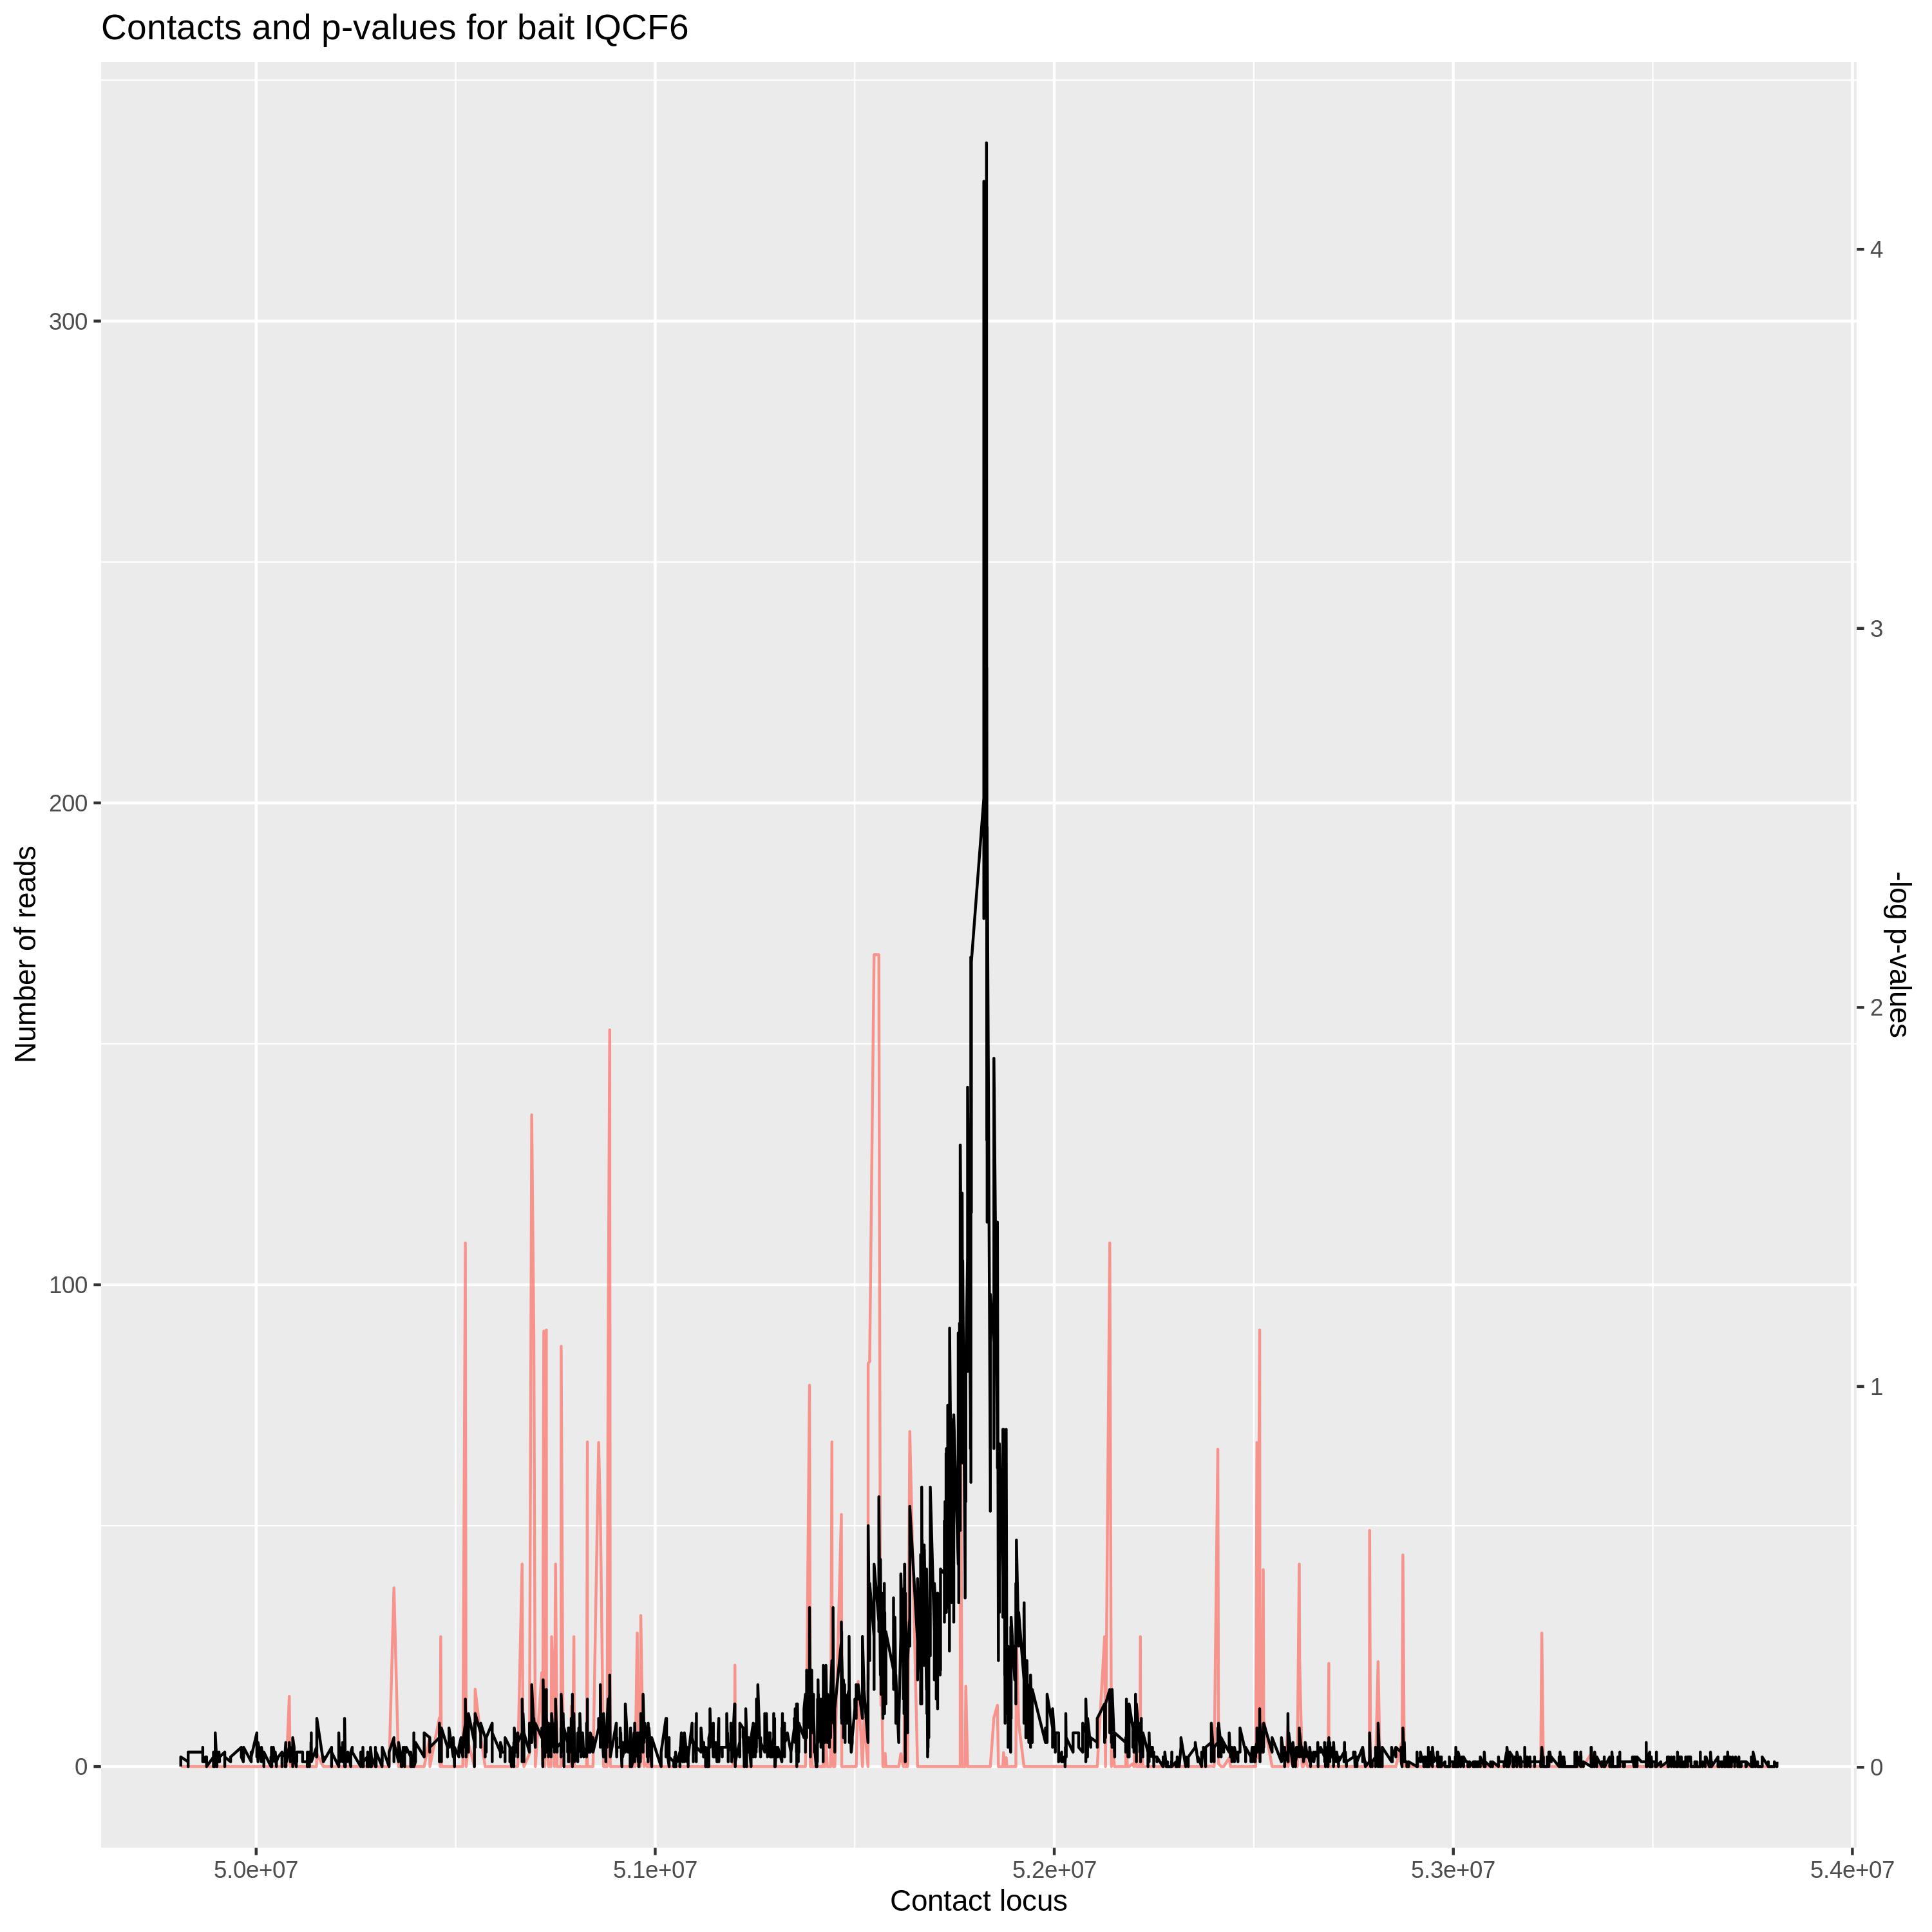 Contacts and p-values for bait IQCF6
Number of reads
300
200
100
0
4
3
2
1
0
-log p-values
5.0e+07
5.1e+07
5.2e+07
5.3e+07
5.4e+07
Contact locus